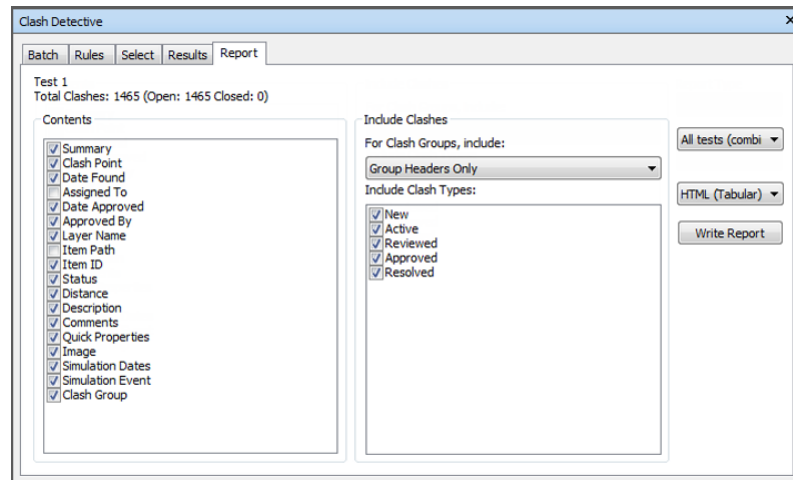 Clash Detective
Batch Rules Select Results Report
Test 1
Total Clashes: 1465 (Open: 1465 Closed: 0)
Contents
Summary
Clash Point
Date Found
Assigned To
Date Approved
Approved By
Layer Name
Item Path
Item ID
Status
Distance
Description
Comments
Quick Properties
Image
Simulation Dates
Simulation Event
Clash Group
Include Clashes
For Clash Groups, include:
Group Headers Only
Include Clash Types:
New
Active
Reviewed
Approved
Resolved
All tests (combi
HTML (Tabular)
Write Report